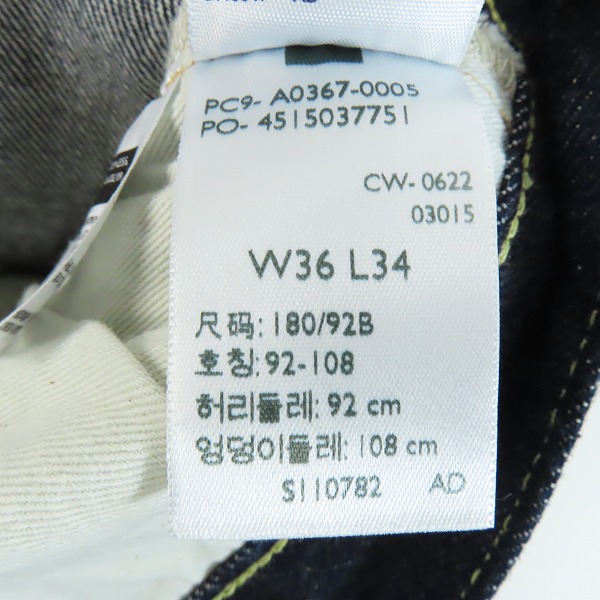 PC9- A0367-0005
PO- 4515037751
CW- 0622
03015
W36 L34
尺码: 180/92B
호칭: 92-108
허리둘레: 92 cm
엉덩이둘레: 108 cm
S110782 AD